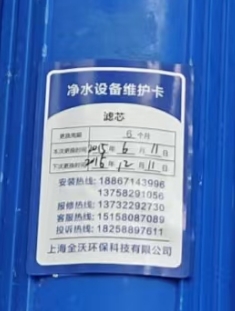 净水设备维护卡
滤芯
更换周期 6 个月
本次更换时间 2015 年 6 月 11 日
下次更换时间 2015 年 12 月 11 日
安装热线: 18867143996
13758291056
报修热线: 13732292730
客服热线: 15158087089
投诉热线: 18258897611
上海全沃环保科技有限公司